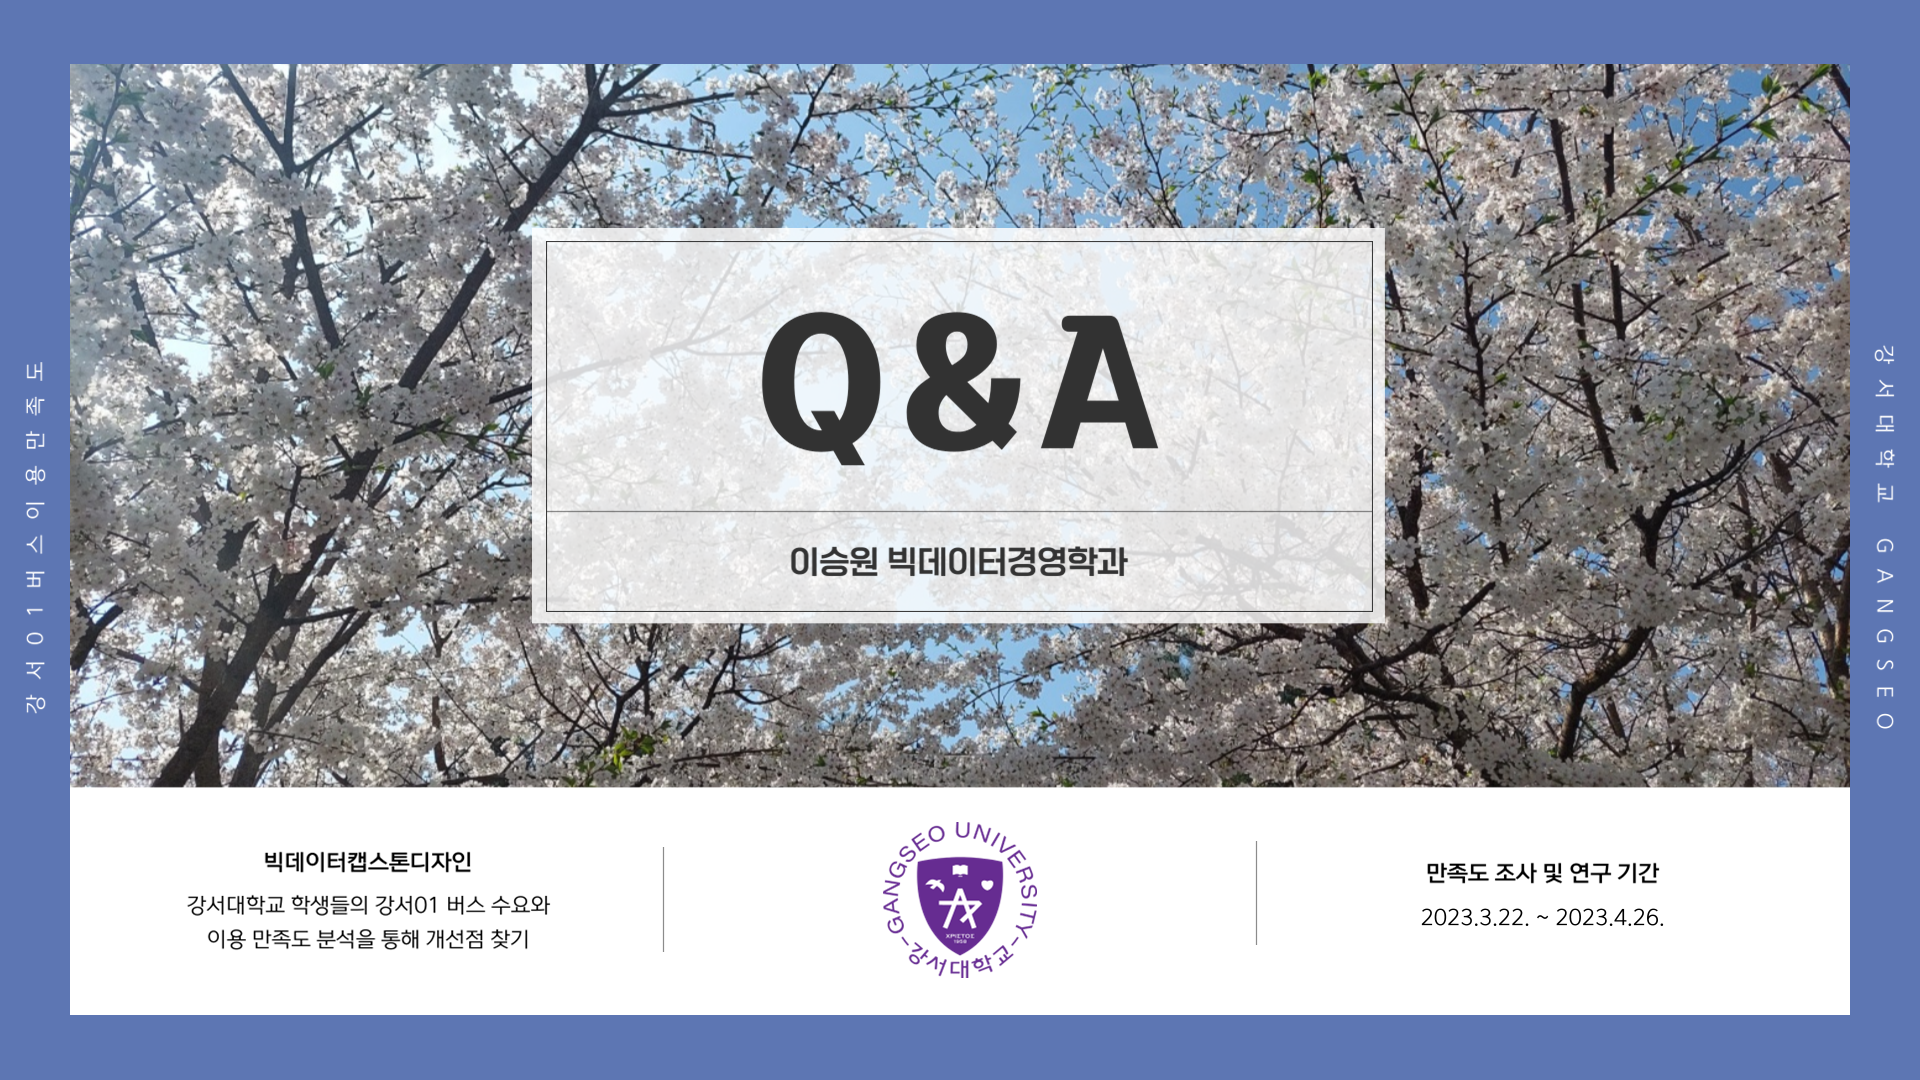 강서01버스이용만족도
Q&A
이승원 빅데이터경영학과
강서대학교 GANGSEO
빅데이터캡스톤디자인
강서대학교 학생들의 강서01 버스 수요와
이용 만족도 분석을 통해 개선점 찾기
GANGSEO UNIVERSITY
ΧΡΙΣΤΟΣ
1958
강서대학교
만족도 조사 및 연구 기간
2023.3.22. ~ 2023.4.26.